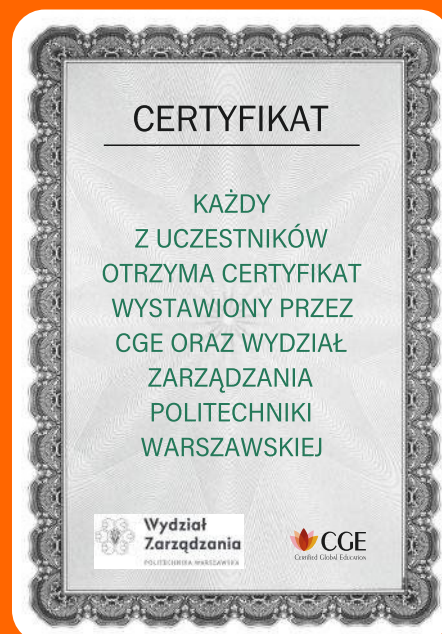 CERTYFIKAT
KAŻDY
Z UCZESTNIKÓW
OTRZYMA CERTYFIKAT
WYSTAWIONY PRZEZ
CGE ORAZ WYDZIAŁ
ZARZĄDZANIA
POLITECHNIKI
WARSZAWSKIEJ
Wydział
Zarządzania
POLITECHNIKA WARSZAWSKA
CGE
Certified Global Education